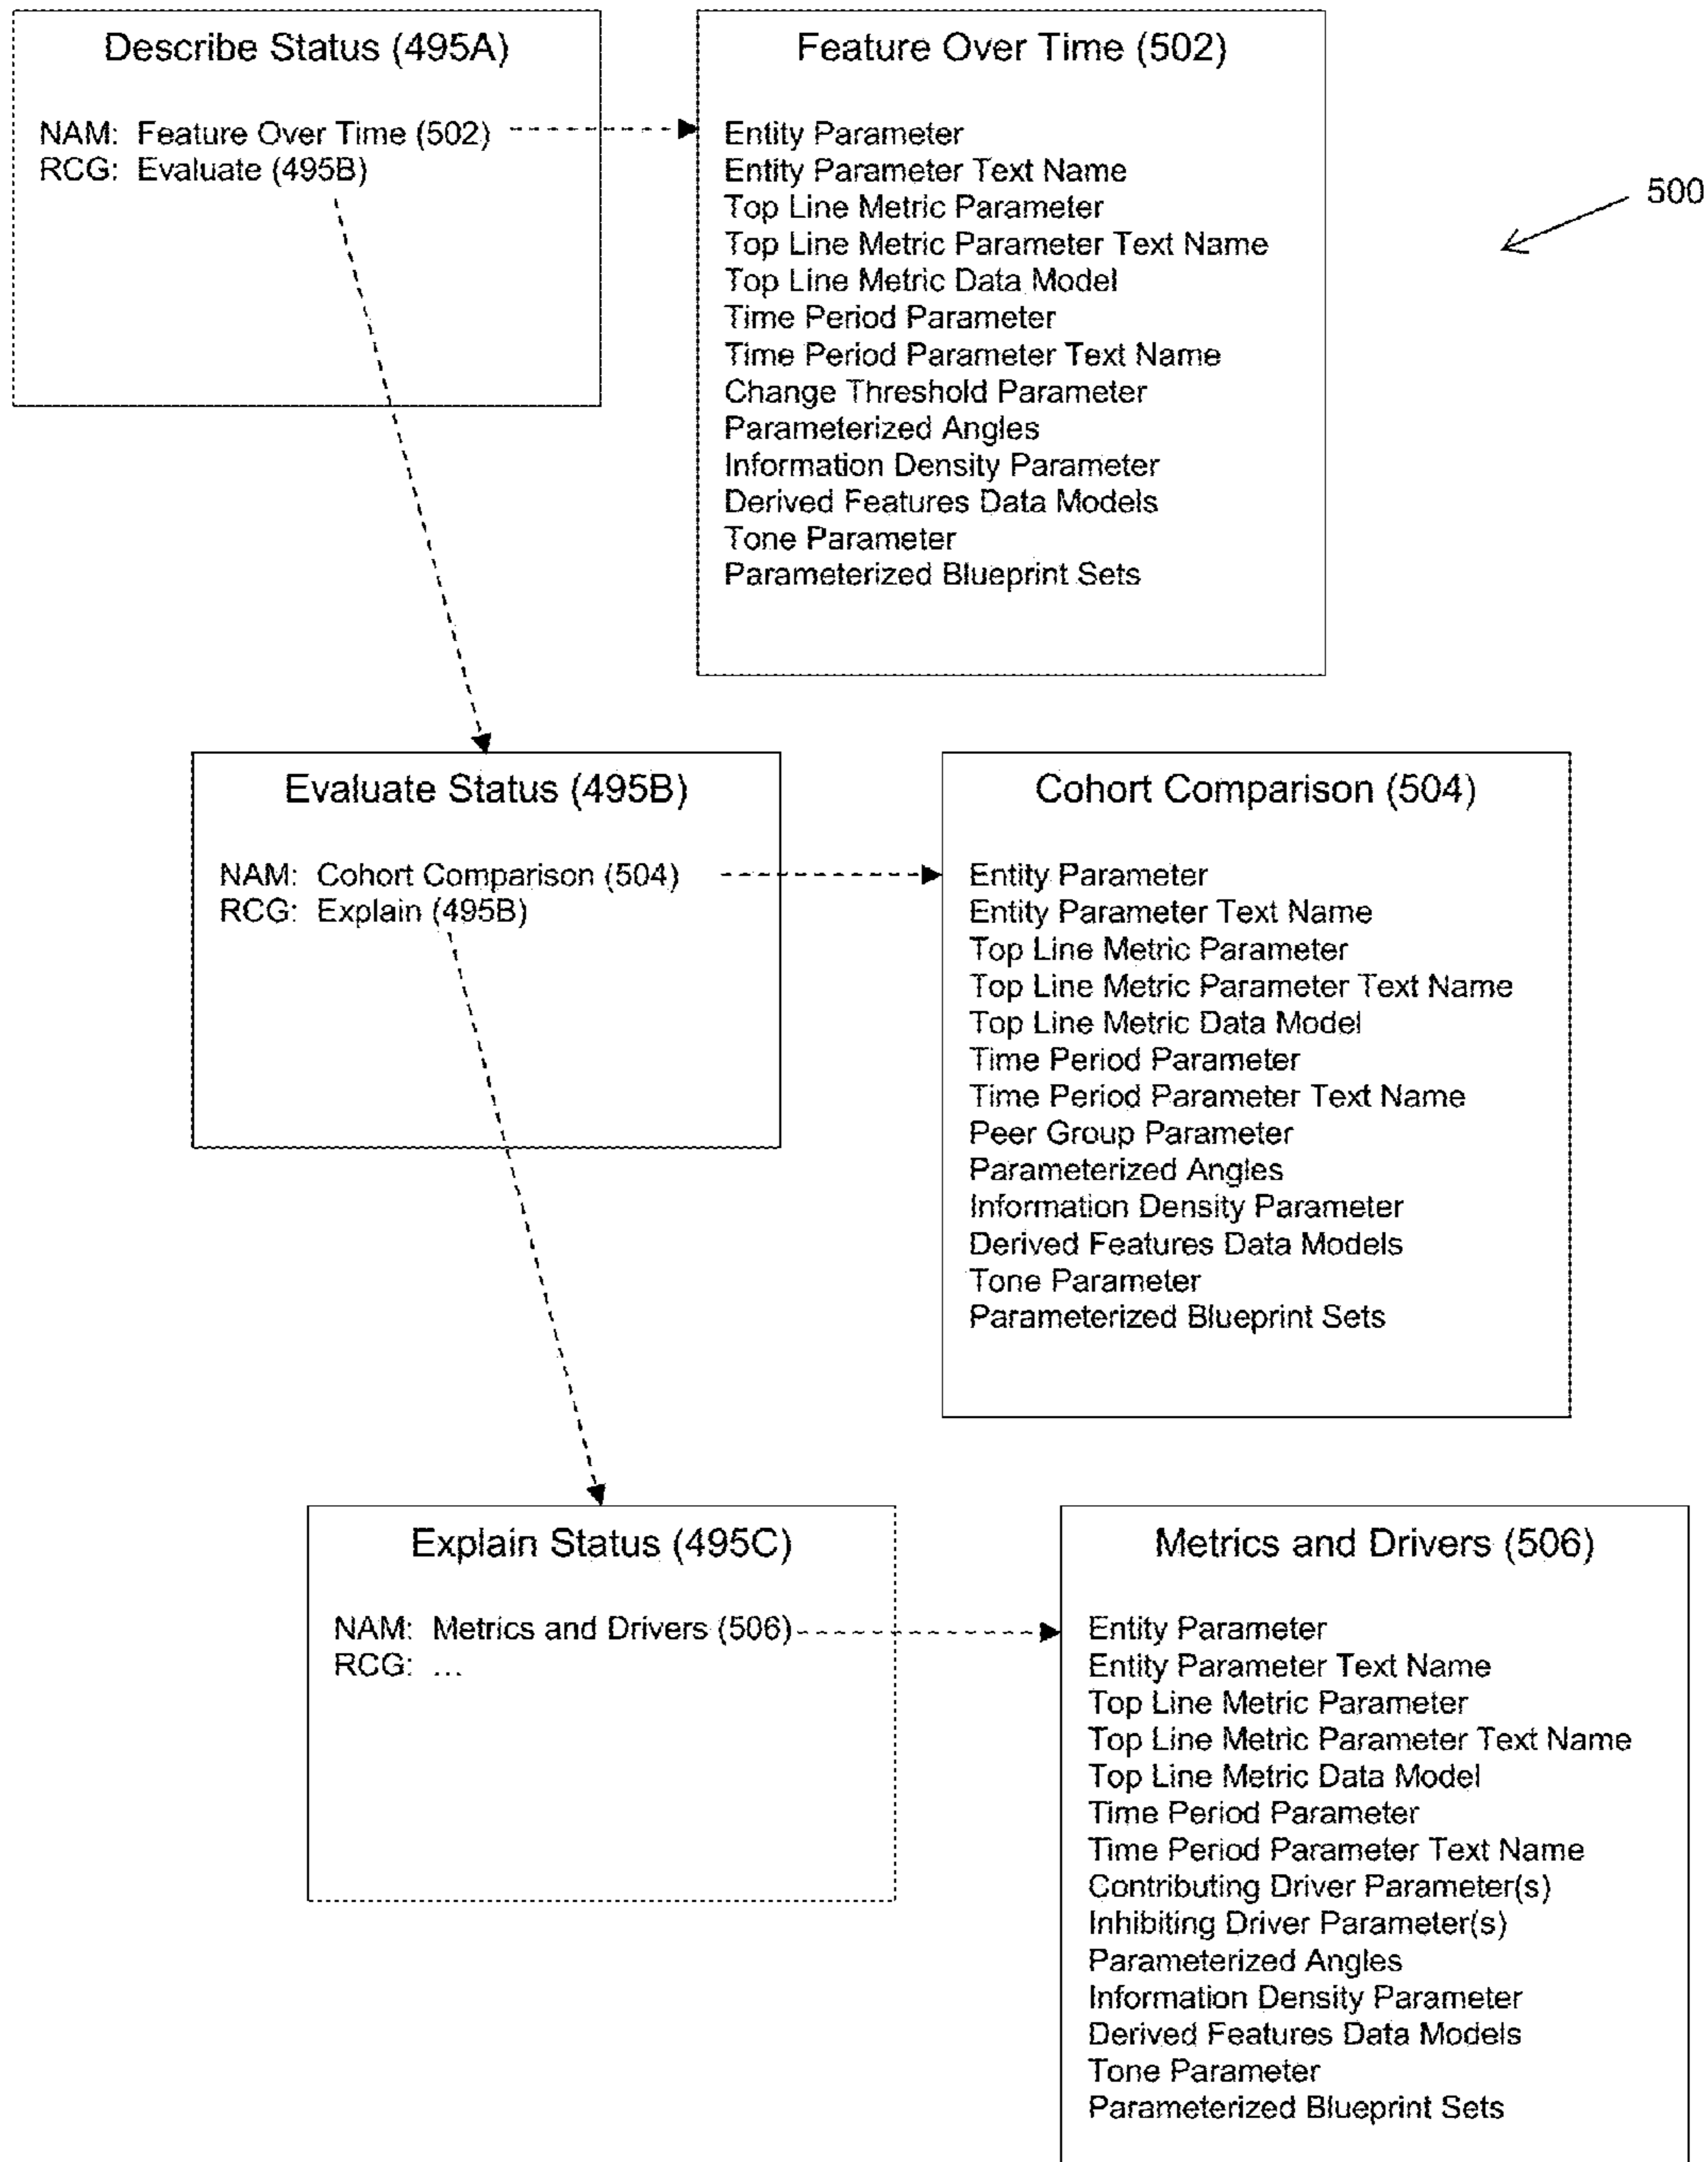 Describe Status (495A)
NAM: Feature Over Time (502)
RCG: Evaluate (495B)
Feature Over Time (502)
Entity Parameter
Entity Parameter Text Name
Top Line Metric Parameter
Top Line Metric Parameter Text Name
Top Line Metric Data Model
Time Period Parameter
Time Period Parameter Text Name
Change Threshold Parameter
Parameterized Angles
Information Density Parameter
Derived Features Data Models
Tone Parameter
Parameterized Blueprint Sets
500
Evaluate Status (495B)
NAM: Cohort Comparison (504)
RCG: Explain (495B)
Cohort Comparison (504)
Entity Parameter
Entity Parameter Text Name
Top Line Metric Parameter
Top Line Metric Parameter Text Name
Top Line Metric Data Model
Time Period Parameter
Time Period Parameter Text Name
Peer Group Parameter
Parameterized Angles
Information Density Parameter
Derived Features Data Models
Tone Parameter
Parameterized Blueprint Sets
Explain Status (495C)
NAM: Metrics and Drivers (506)
RCG: ...
Metrics and Drivers (506)
Entity Parameter
Entity Parameter Text Name
Top Line Metric Parameter
Top Line Metric Parameter Text Name
Top Line Metric Data Model
Time Period Parameter
Time Period Parameter Text Name
Contributing Driver Parameter(s)
Inhibiting Driver Parameter(s)
Parameterized Angles
Information Density Parameter
Derived Features Data Models
Tone Parameter
Parameterized Blueprint Sets